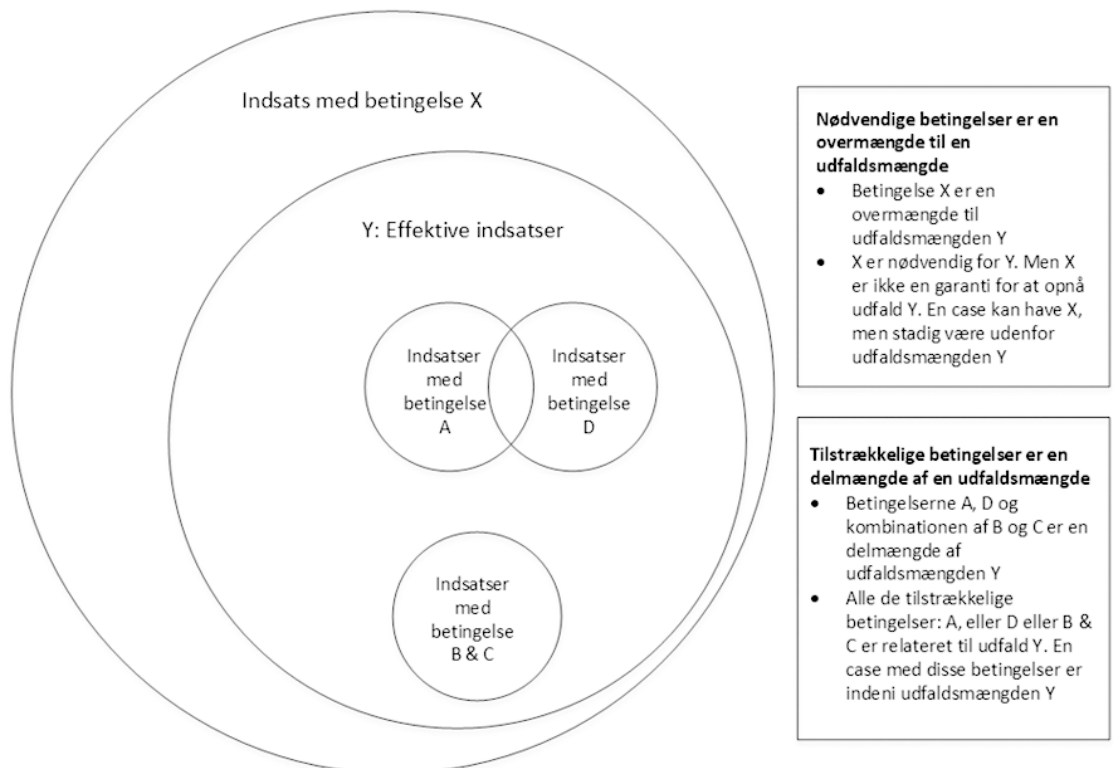 Indsats med betingelse X
Y: Effektive indsatser
Indsatser
med
betingelse
A
Indsatser
med
betingelse
D
Indsatser
med
betingelse
B & C
Nødvendige betingelser er en
overmængde til en
udfaldsmængde
• Betingelse X er en
overmængde til
udfaldsmængden Y
• X er nødvendig for Y. Men X
er ikke en garanti for at opnå
udfald Y. En case kan have X,
men stadig være udenfor
udfaldsmængden Y
Tilstrækkelige betingelser er en
delmængde af en udfaldsmængde
• Betingelserne A, D og
kombinationen af B og C er en
delmængde af
udfaldsmængden Y
• Alle de tilstrækkelige
betingelser: A, eller D eller B &
C er relateret til udfald Y. En
case med disse betingelser er
indeni udfaldsmængden Y